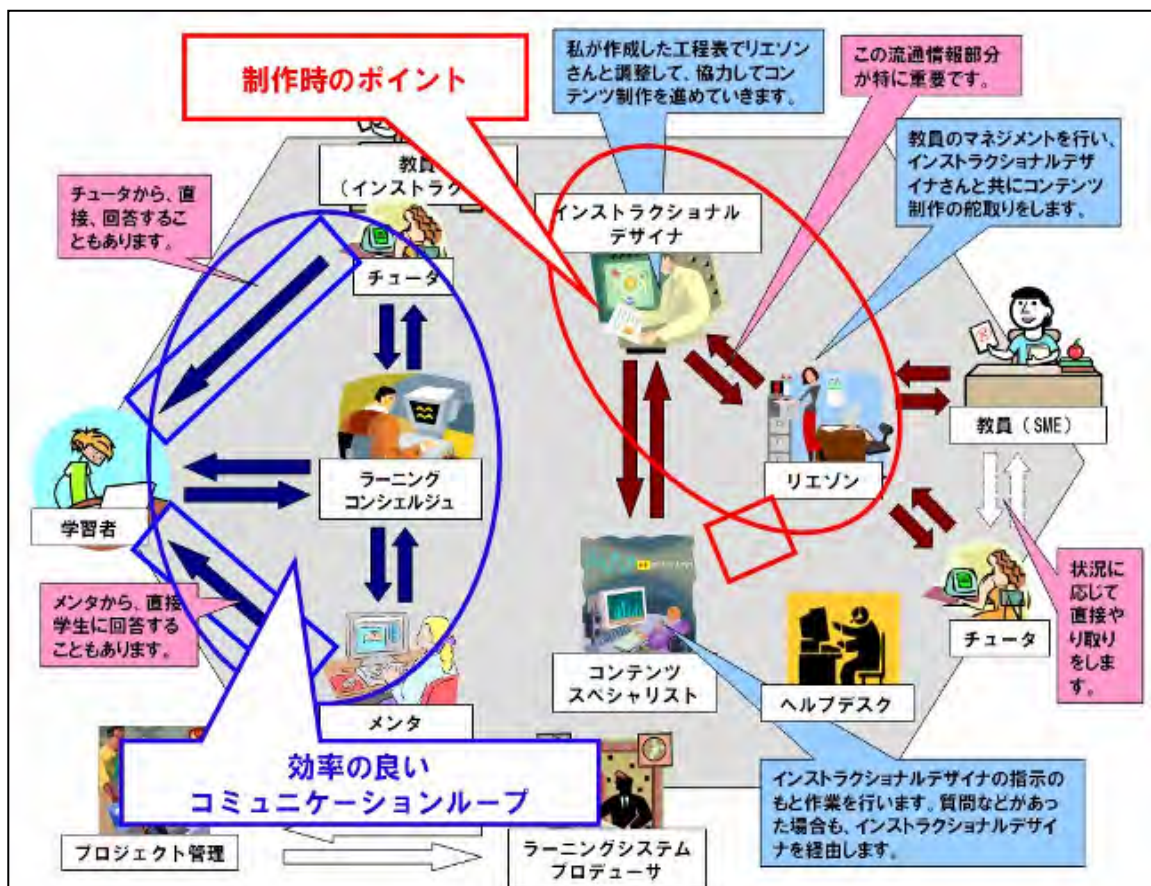 制作時のポイント
私が作成した工程表でリエゾン
さんと調整して、協力してコン
テンツ制作を進めていきます。
この流通情報部分
が特に重要です。
教員のマネジメントを行い、
インストラクショナルデザ
イナさんと共にコンテンツ
制作の舵取りをします。
教員
（インストラク
チュータから、直
接、回答するこ
ともあります。
インストラクショナル
デザイナ
チュータ
教員（SME）
ラーニング
コンシェルジュ
リエゾン
学習者
メンタから、直接
学生に回答する
こともあります。
状況に
応じて
直接や
り取り
をしま
す。
チュータ
コンテンツ
スペシャリスト
ヘルプデスク
メンタ
効率の良い
コミュニケーションループ
インストラクショナルデザイナの指示の
もと作業を行います。質問などがあっ
た場合も、インストラクショナルデザイ
ナを経由します。
プロジェクト管理
ラーニングシステム
プロデューサ